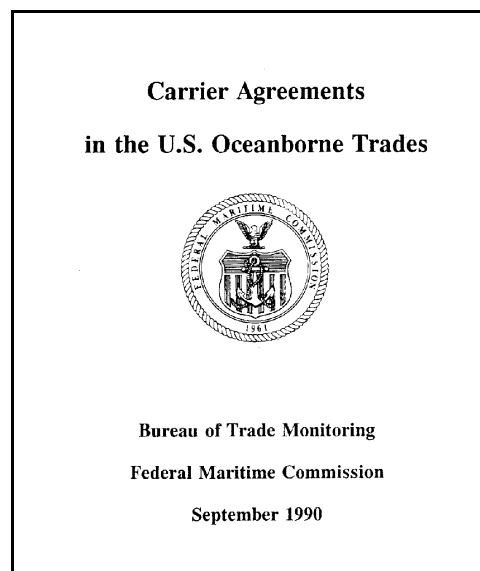 Carrier Agreements
in the U.S. Oceanborne Trades
FEDERAL MARITIME COMMISSION
1961
Bureau of Trade Monitoring
Federal Maritime Commission
September 1990